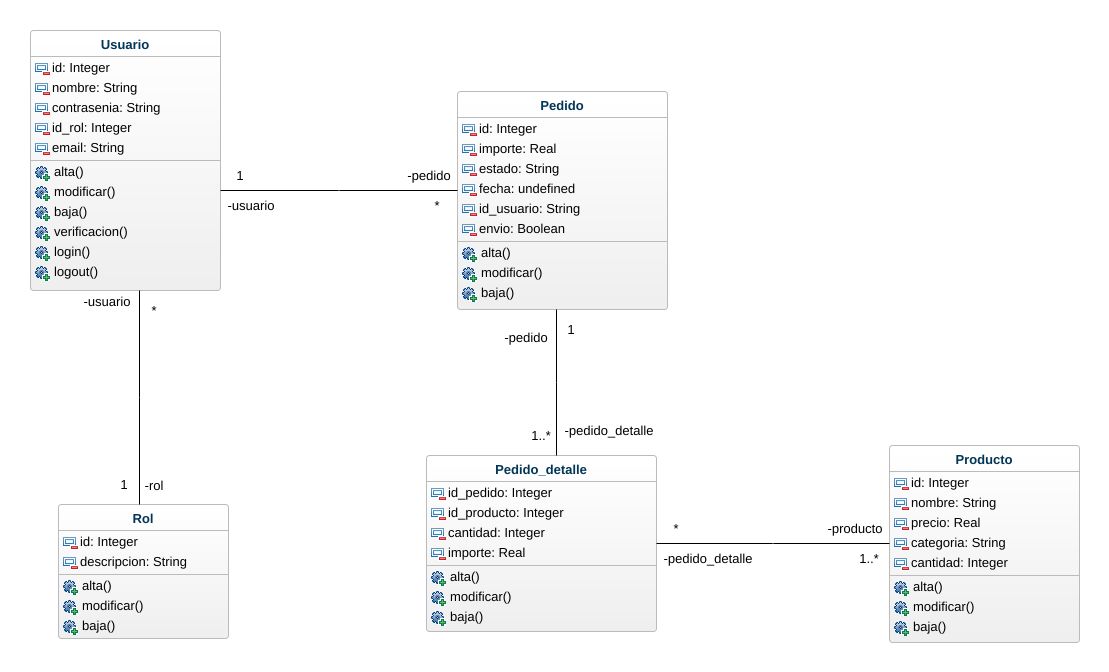 Usuario
id: Integer
nombre: String
contrasenia: String
id_rol: Integer
email: String
alta()
modificar()
baja()
verificacion()
login()
logout()
1
-usuario
-pedido
*
Pedido
id: Integer
importe: Real
estado: String
fecha: undefined
id_usuario: String
envio: Boolean
alta()
modificar()
baja()
-usuario
*
1
-rol
Rol
id: Integer
descripcion: String
alta()
modificar()
baja()
-pedido
1
1..*
-pedido_detalle
Pedido_detalle
id_pedido: Integer
id_producto: Integer
cantidad: Integer
importe: Real
alta()
modificar()
baja()
*
-pedido_detalle
-producto
1..*
Producto
id: Integer
nombre: String
precio: Real
categoria: String
cantidad: Integer
alta()
modificar()
baja()